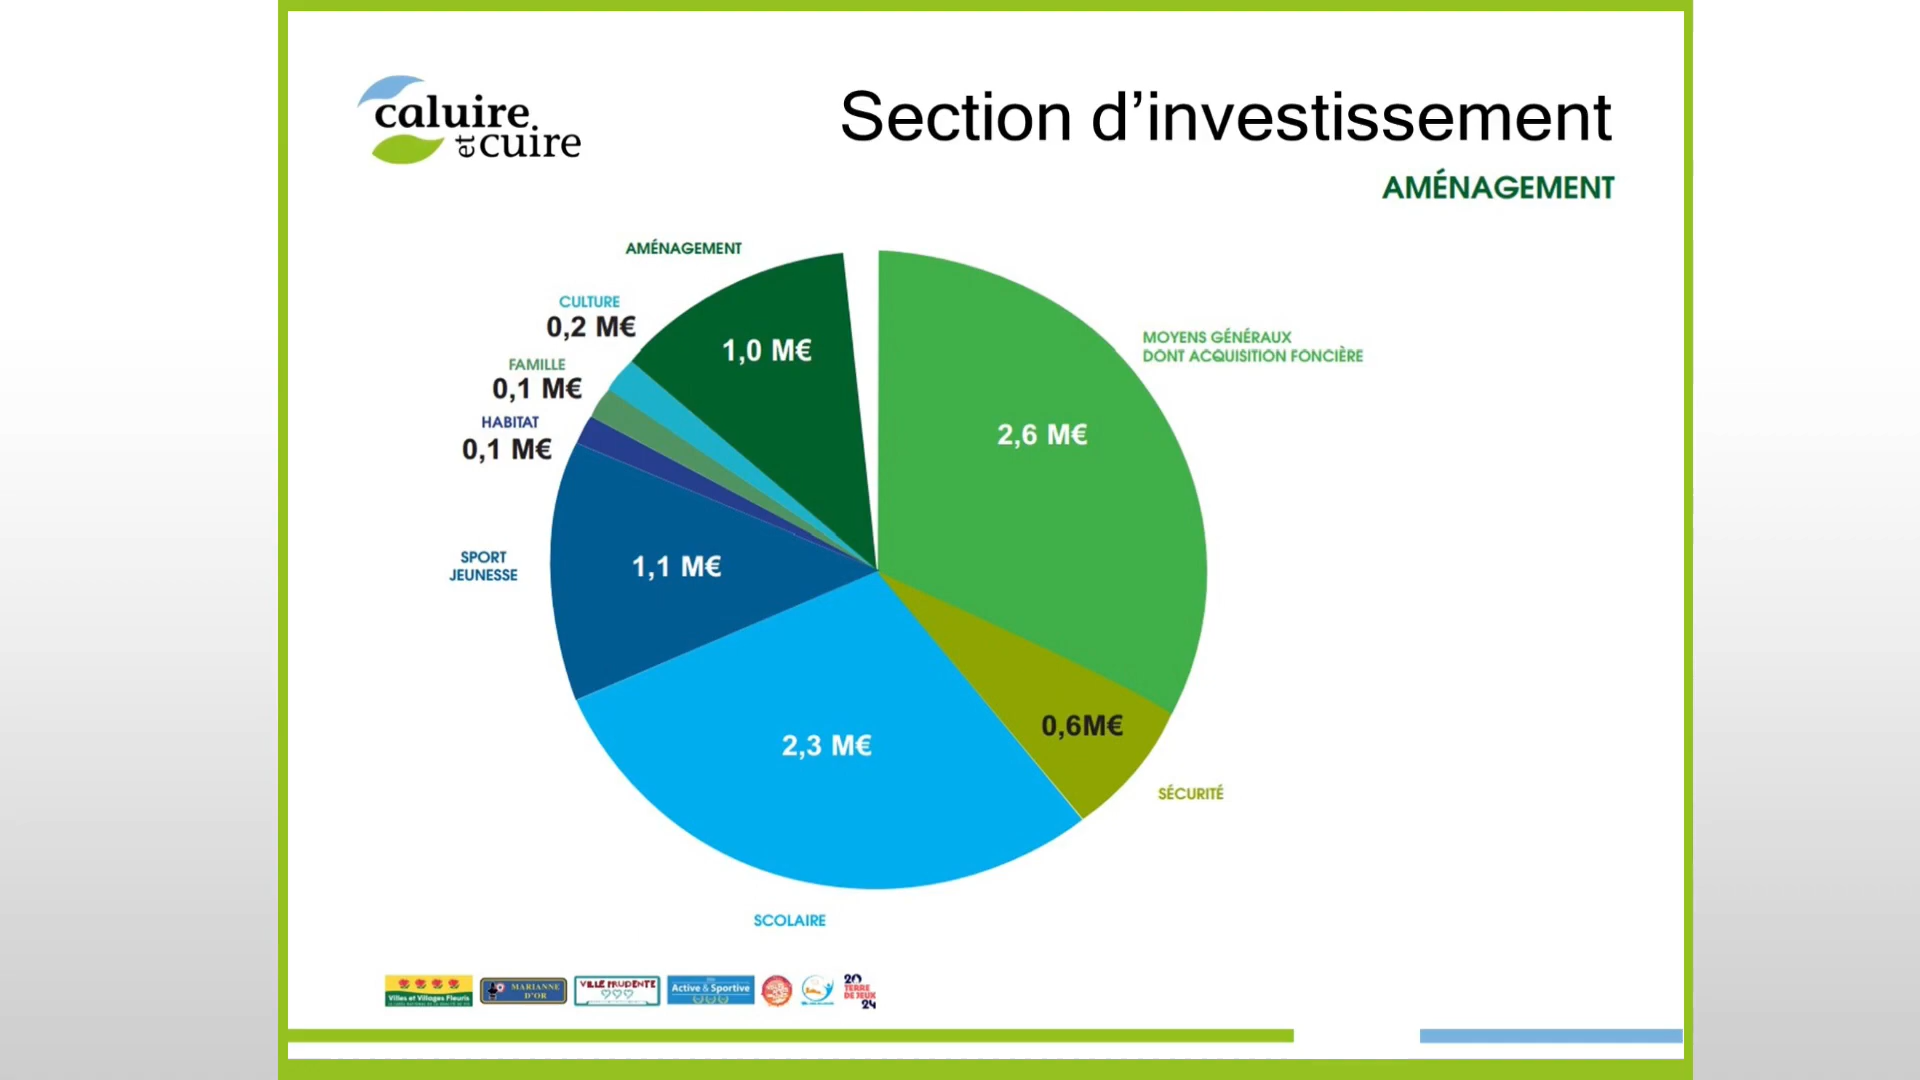 caluire
et cuire
Section d’investissement
AMÉNAGEMENT
AMÉNAGEMENT
1,0 M€
CULTURE
0,2 M€
FAMILLE
0,1 M€
HABITAT
0,1 M€
SPORT
JEUNESSE
1,1 M€
MOYENS GÉNÉRAUX
DONT ACQUISITION FONCIÈRE
2,6 M€
0,6M€
SÉCURITÉ
2,3 M€
SCOLAIRE
Villes et Villages Fleuris
MARIANNE
D'OR
VILLE PRUDENTE
Active & Sportive
20
TERRE
DE JEUX
24